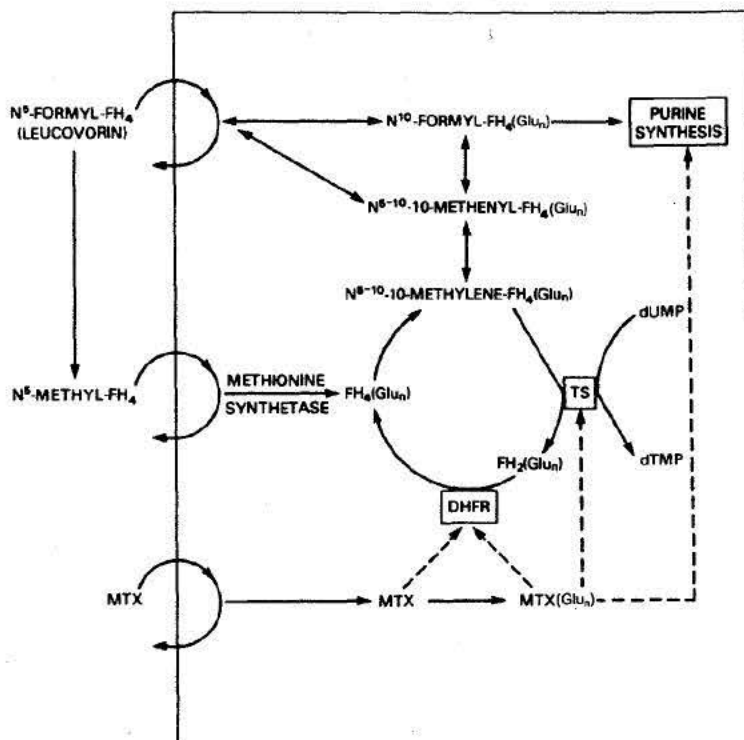 N⁵-FORMYL-FH₄
(LEUCOVORIN)
N¹⁰-FORMYL-FH₄(Gluₙ)
PURINE
SYNTHESIS
N⁵⁻¹⁰-10-METHENYL-FH₄(Gluₙ)
N⁵⁻¹⁰-10-METHYLENE-FH₄(Gluₙ)
dUMP
N⁵-METHYL-FH₄
METHIONINE
SYNTHETASE
FH₄(Gluₙ)
TS
FH₂(Gluₙ)
dTMP
DHFR
MTX
MTX
MTX(Gluₙ)